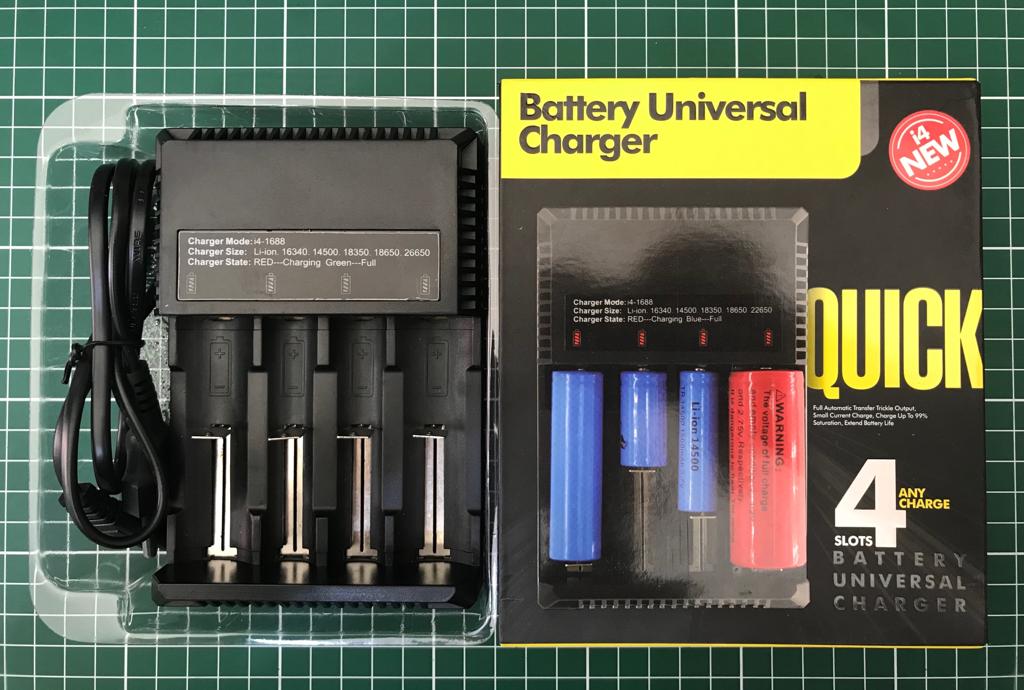 Charger Mode: i4-1688
Charger Size: Li-ion. 16340. 14500. 18350. 18650. 26650
Charger State: RED---Charging Green---Full
Battery Universal
Charger
i4
NEW
Charger Mode: i4-1688
Charger Size: Li-ion. 16340 14500 18350 18650 22650
Charger State: RED---Charging Blue---Full
QUICK
Full Automatic Transfer Trickle Output,
Small Current Charge, Charge Up To 99%
Saturation, Extend Battery Life
Li-ion 14500
WARNING:
The voltage of full charge
and 2.75V. Respectively
4
SLOTS
ANY
CHARGE
BATTERY
UNIVERSAL
CHARGER